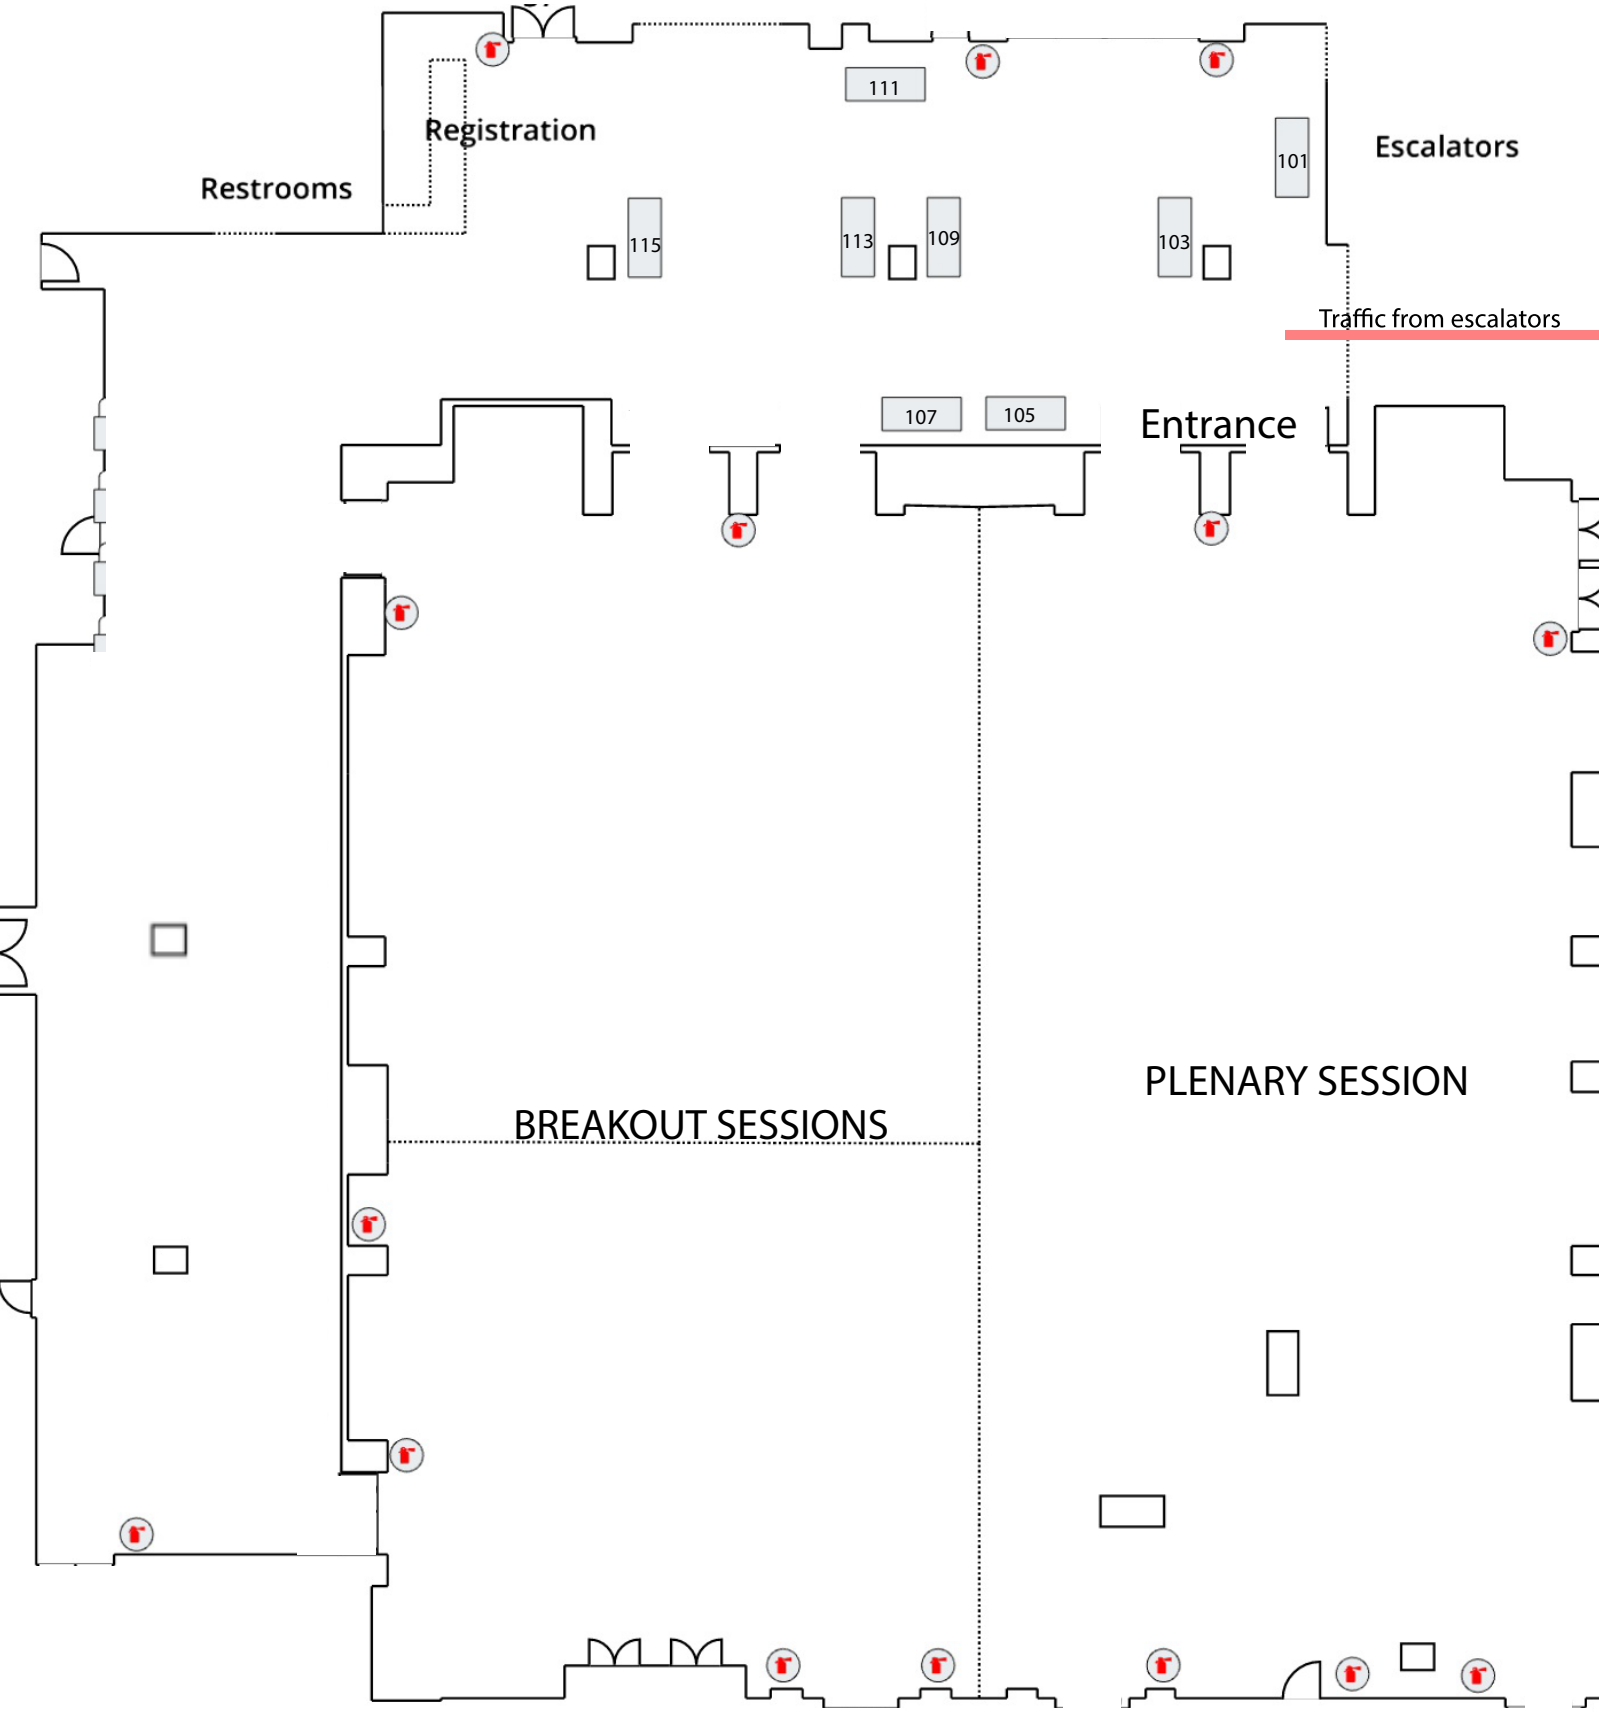 111
Registration
Escalators
101
Restrooms
115
113
109
103
Traffic from escalators
107
105
Entrance
PLENARY SESSION
BREAKOUT SESSIONS